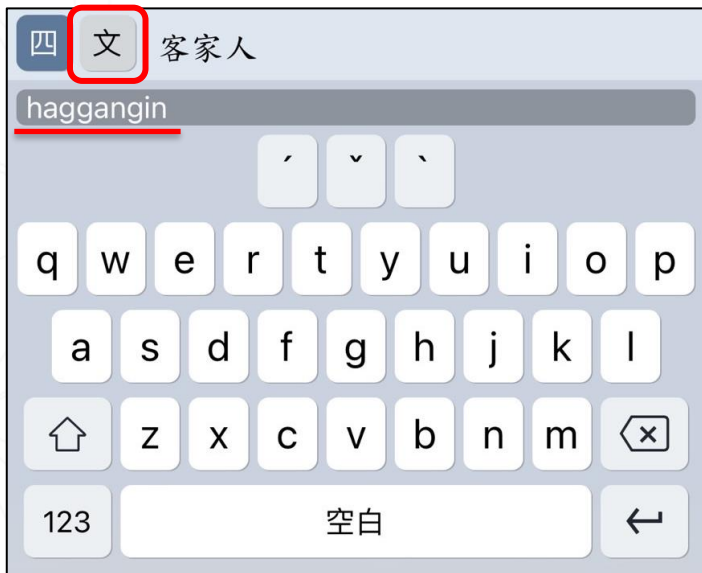 四 文 客家人
haggangin
ˊ ˇ ˋ
q w e r t y u i o p
a s d f g h j k l
z x c v b n m
123 空白